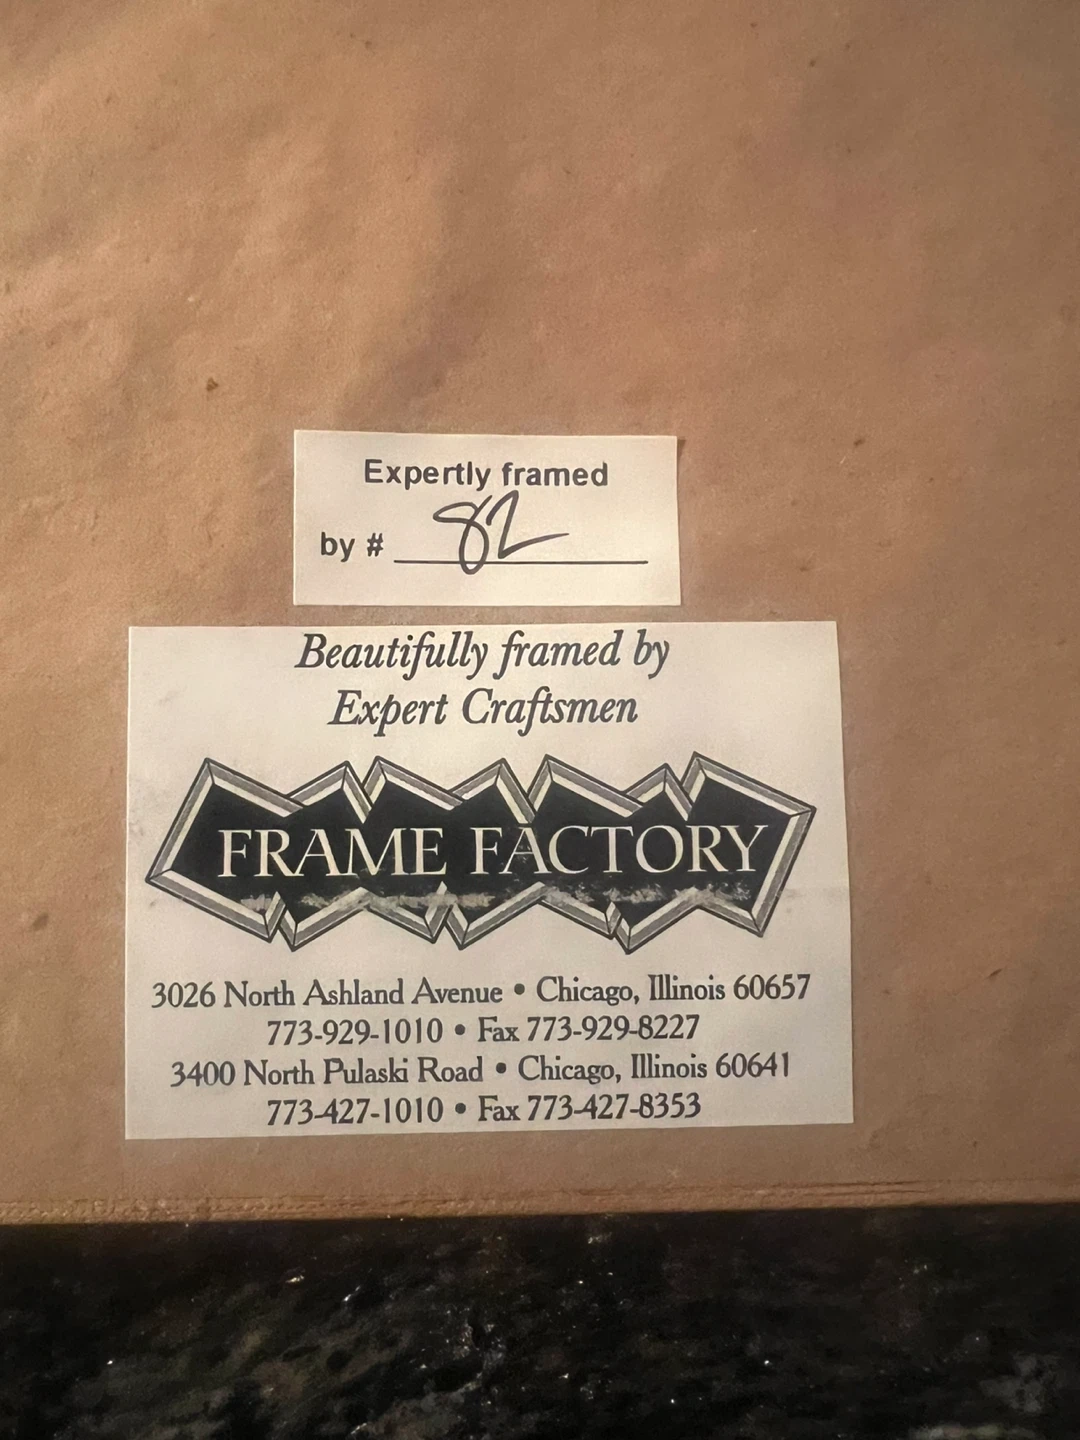 Expertly framed
by # 82
Beautifully framed by
Expert Craftsmen
FRAME FACTORY
3026 North Ashland Avenue • Chicago, Illinois 60657
773-929-1010 • Fax 773-929-8227
3400 North Pulaski Road • Chicago, Illinois 60641
773-427-1010 • Fax 773-427-8353